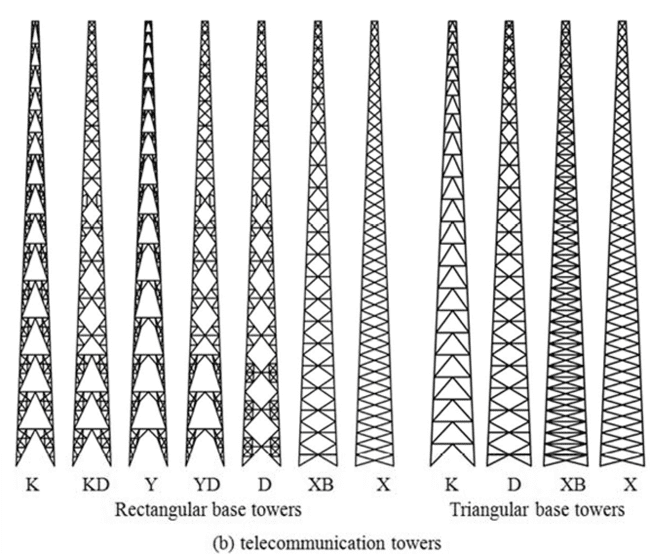 K KD Y YD D XB X K D XB X
Rectangular base towers Triangular base towers
(b) telecommunication towers